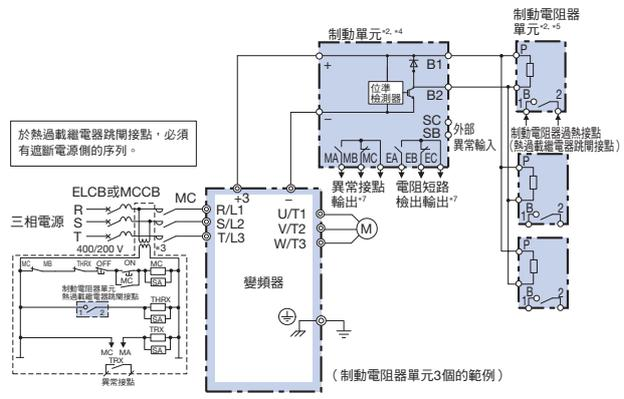 制動電阻器
單元*2, *5
制動單元*2, *4
P
+
B1
位準
檢測器
B2
B
1
2
−
SC
SB
外部
異常輸入
制動電阻器過熱接點
(熱過載繼電器跳閘接點)
於熱過載繼電器跳閘接點，必須
有遮斷電源側的序列。
MA MB MC EA EB EC
異常接點
輸出*7
電阻短路
檢出輸出*7
P
B
1
2
ELCB或MCCB
MC
+3
−
三相電源
R
S
T
R/L1
S/L2
T/L3
U/T1
V/T2
W/T3
M
400/200 V
*3
P
B
1
2
MC
MB
THRX
OFF
ON
MC
MC
SA
變頻器
制動電阻器單元
熱過載繼電器跳閘接點
1
2
THRX
SA
TRX
SA
MC
MA
TRX
異常接點
(制動電阻器單元3個的範例)